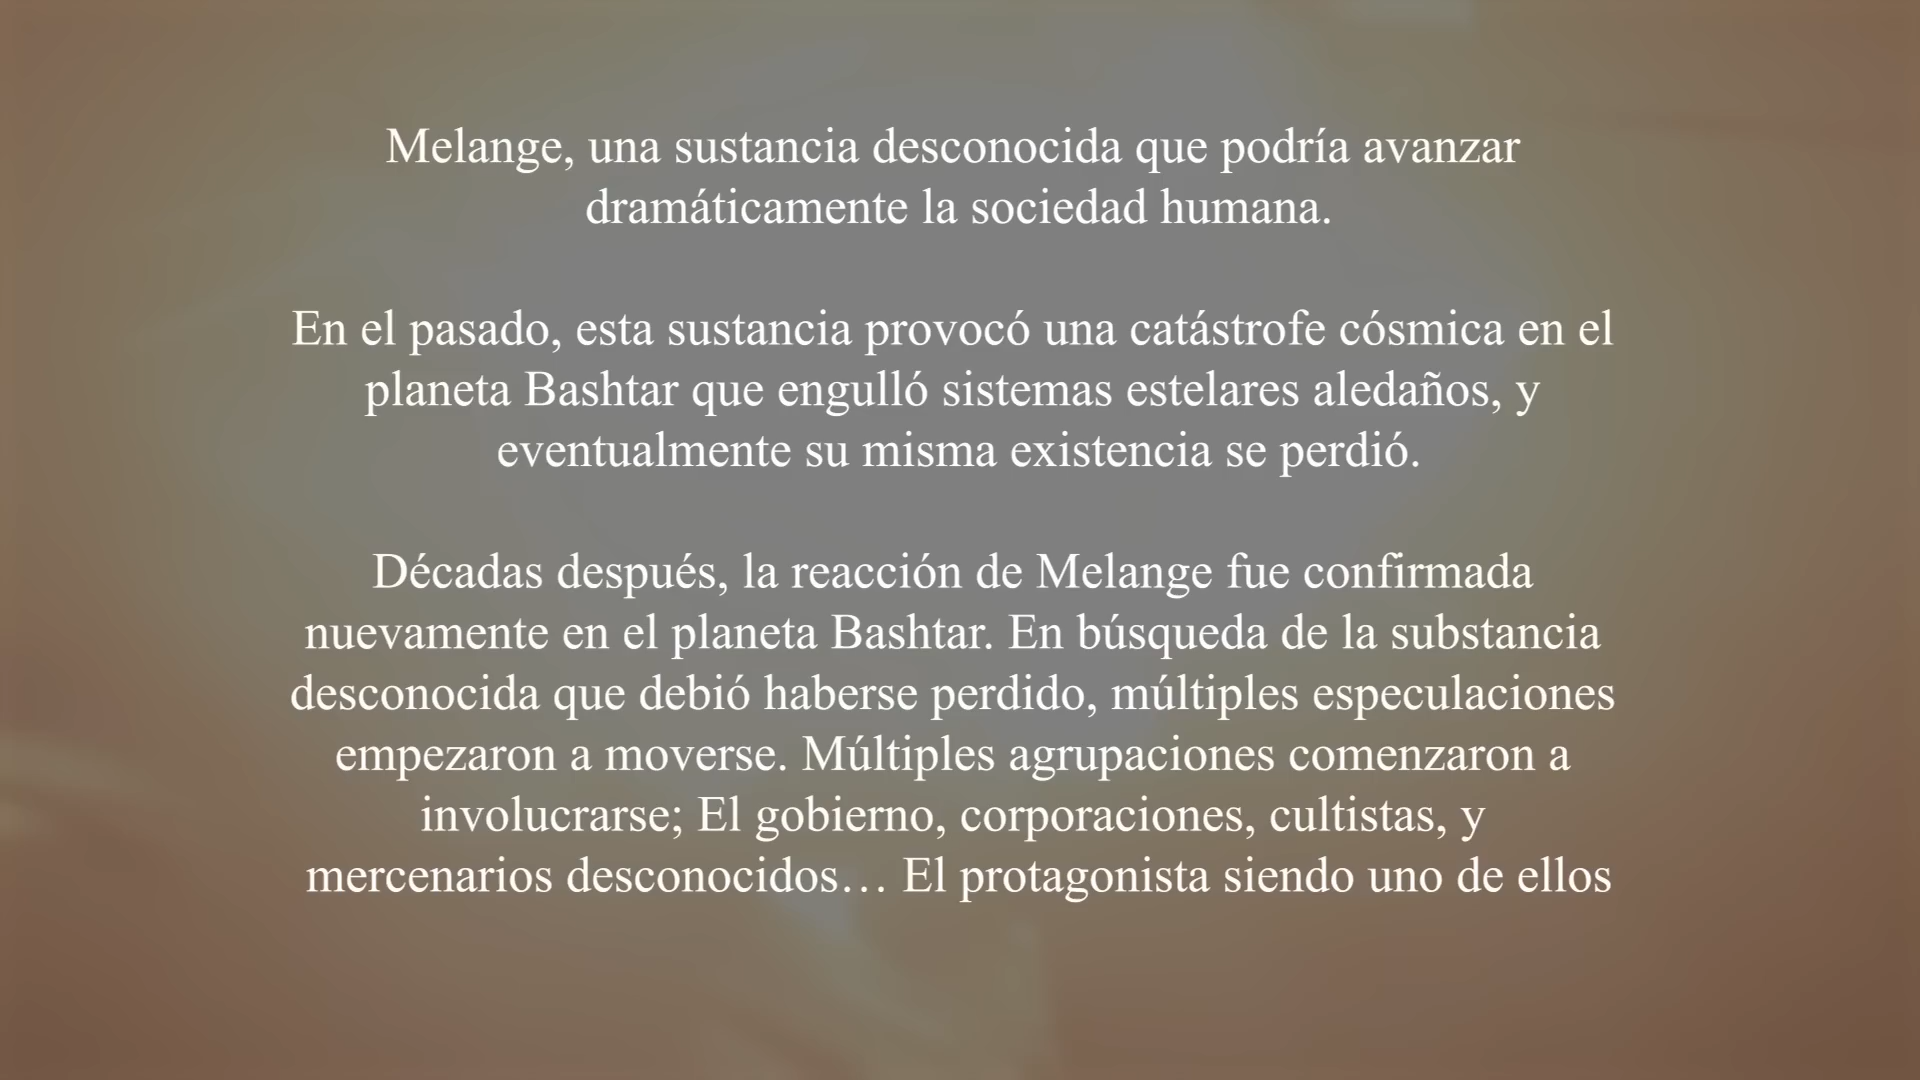 Melange, una sustancia desconocida que podría avanzar
dramáticamente la sociedad humana.
En el pasado, esta sustancia provocó una catástrofe cósmica en el
planeta Bashtar que engulló sistemas estelares aledaños, y
eventualmente su misma existencia se perdió.
Décadas después, la reacción de Melange fue confirmada
nuevamente en el planeta Bashtar. En búsqueda de la substancia
desconocida que debió haberse perdido, múltiples especulaciones
empezaron a moverse. Múltiples agrupaciones comenzaron a
involucrarse; El gobierno, corporaciones, cultistas, y
mercenarios desconocidos… El protagonista siendo uno de ellos